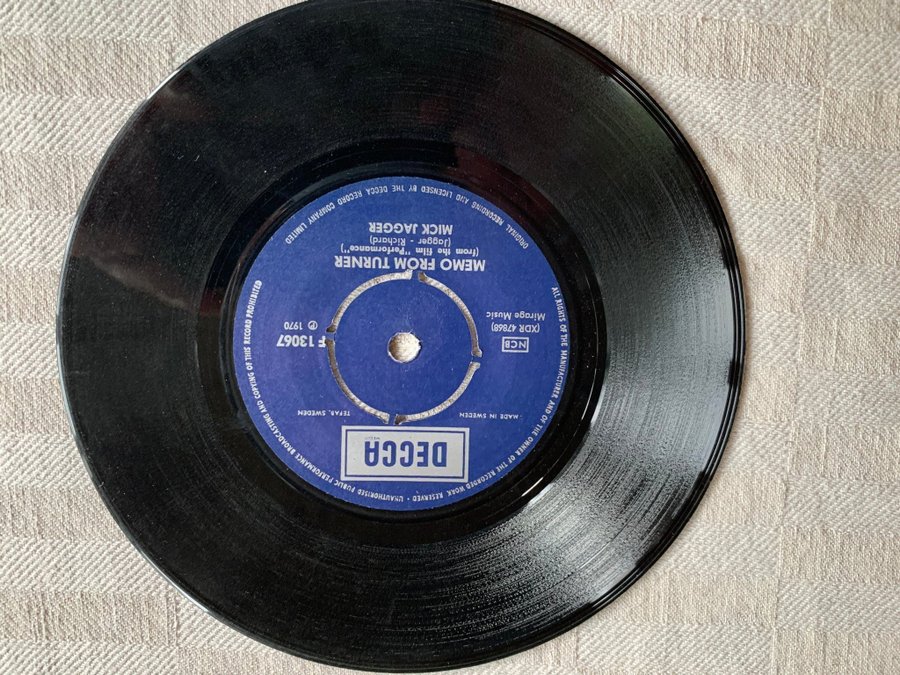 ALL RIGHTS OF THE MANUFACTURER AND OF THE OWNER OF THE RECORDED WORK RESERVED • UNAUTHORISED PUBLIC PERFORMANCE BROADCASTING AND COPYING OF THIS RECORD PROHIBITED
DECCA
MADE IN SWEDEN
TEFAB, SWEDEN
NCB
F 13067
(XDR 47868)
℗ 1970
Mirage Music
MEMO FROM TURNER
(from the film "Performance")
(Jagger - Richard)
MICK JAGGER
ORIGINAL RECORDING AND LICENSED BY THE DECCA RECORD COMPANY LIMITED